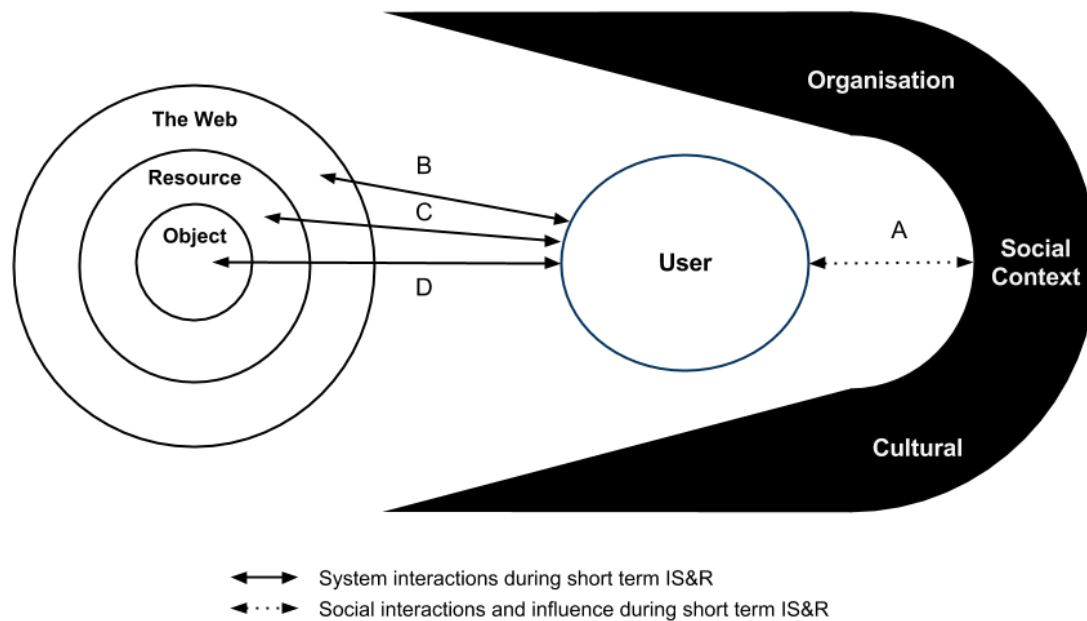 Organisation
The Web
B
Resource
C
Object
A
User
Social
Context
D
Cultural
System interactions during short term IS&R
Social interactions and influence during short term IS&R